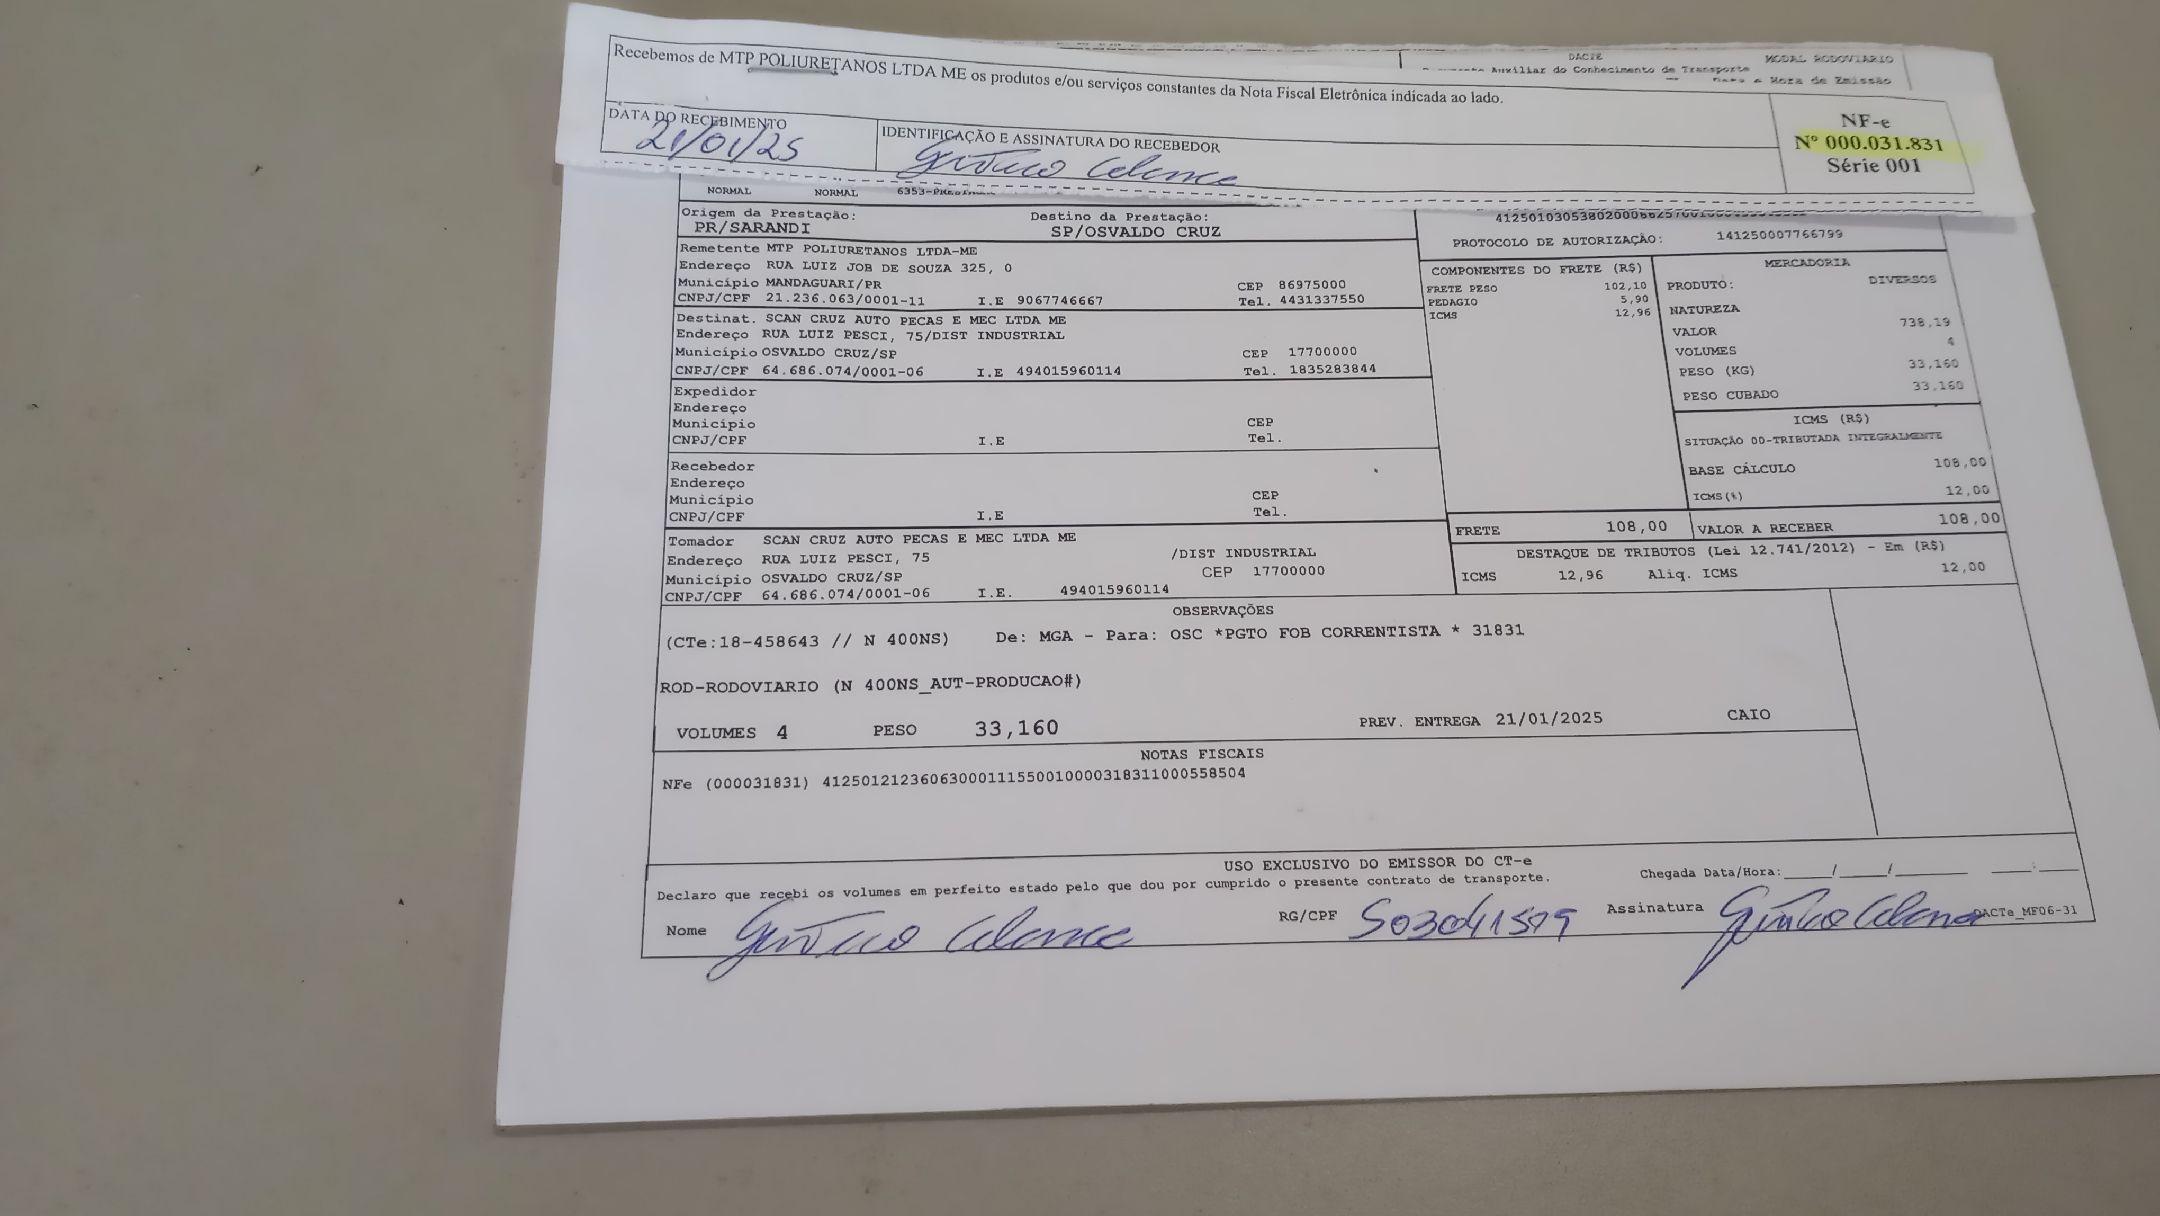 Recebemos de MTP POLIURETANOS LTDA ME os produtos e/ou serviços constantes da Nota Fiscal Eletrônica indicada ao lado.
DACTE
MODAL RODOVIÁRIO
Auxiliar do Conhecimento de Transporte
Hora de Emissão
DATA DO RECEBIMENTO
21/01/25
IDENTIFICAÇÃO E ASSINATURA DO RECEBEDOR
NF-e
Nº 000.031.831
Série 001
NORMAL NORMAL
Origem da Prestação: Destino da Prestação:
PR/SARANDI SP/OSVALDO CRUZ
PROTOCOLO DE AUTORIZAÇÃO: 141250007766799
Remetente MTP POLIURETANOS LTDA-ME
Endereço RUA LUIZ JOB DE SOUZA 325, 0
Município MANDAGUARI/PR CEP 86975000
CNPJ/CPF 21.236.063/0001-11 I.E 9067746667 Tel. 4431337550
Destinat. SCAN CRUZ AUTO PECAS E MEC LTDA ME
Endereço RUA LUIZ PESCI, 75/DIST INDUSTRIAL
Município OSVALDO CRUZ/SP CEP 17700000
CNPJ/CPF 64.686.074/0001-06 I.E 494015960114 Tel. 1835283844
Expedidor
Endereço
Município CEP
CNPJ/CPF I.E Tel.
Recebedor
Endereço
Município CEP
CNPJ/CPF I.E Tel.
Tomador SCAN CRUZ AUTO PECAS E MEC LTDA ME
Endereço RUA LUIZ PESCI, 75 /DIST INDUSTRIAL
Município OSVALDO CRUZ/SP CEP 17700000
CNPJ/CPF 64.686.074/0001-06 I.E. 494015960114
COMPONENTES DO FRETE (R$)
FRETE PESO 102,10
PEDAGIO 5,90
ICMS 12,96
MERCADORIA
PRODUTO: DIVERSOS
NATUREZA
VALOR 738,19
VOLUMES 4
PESO (KG) 33,160
PESO CUBADO 33,160
ICMS (R$)
SITUAÇÃO 00-TRIBUTADA INTEGRALMENTE
BASE CÁLCULO 108,00
ICMS(%) 12,00
FRETE 108,00 VALOR A RECEBER 108,00
DESTAQUE DE TRIBUTOS (Lei 12.741/2012) - Em (R$)
ICMS 12,96 Aliq. ICMS 12,00
OBSERVAÇÕES
(CTe:18-458643 // N 400NS) De: MGA - Para: OSC *PGTO FOB CORRENTISTA * 31831
ROD-RODOVIARIO (N 400NS_AUT-PRODUCAO#)
VOLUMES 4 PESO 33,160 PREV. ENTREGA 21/01/2025 CAIO
NOTAS FISCAIS
NFe (000031831) 41250121236063000111550010000318311000558504
USO EXCLUSIVO DO EMISSOR DO CT-e
Declaro que recebi os volumes em perfeito estado pelo que dou por cumprido o presente contrato de transporte.
Chegada Data/Hora:____/____/______ ___:___
Nome
RG/CPF 503041579
Assinatura
DACTe_MF06-31